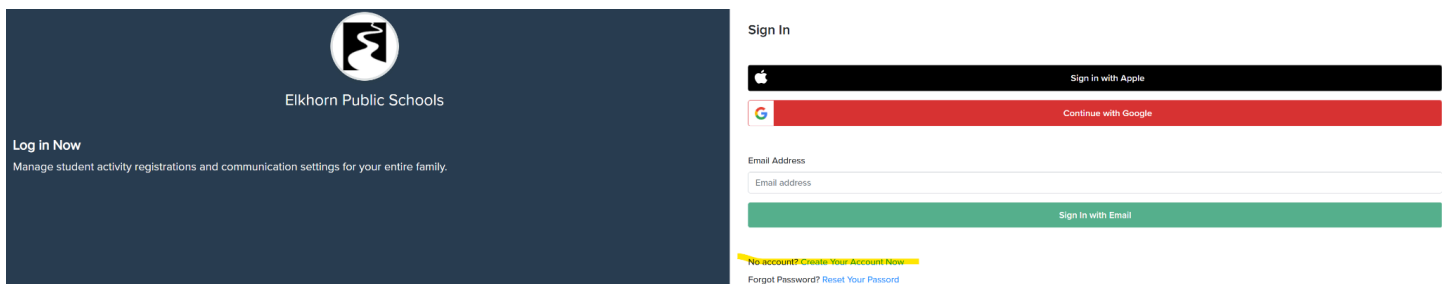 Elkhorn Public Schools
Log in Now
Manage student activity registrations and communication settings for your entire family.
Sign In
Sign in with Apple
Continue with Google
Email Address
Email address
Sign In with Email
No account? Create Your Account Now
Forgot Password? Reset Your Passord